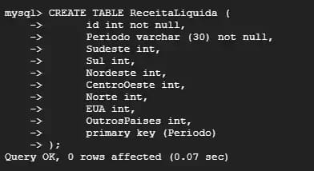 mysql> CREATE TABLE ReceitaLiquida (
    -> id int not null,
    -> Periodo varchar (30) not null,
    -> Sudeste int,
    -> Sul int,
    -> Nordeste int,
    -> CentroOeste int,
    -> Norte int,
    -> EUA int,
    -> OutrosPaises int,
    -> primary key (Periodo)
    -> );
Query OK, 0 rows affected (0.07 sec)